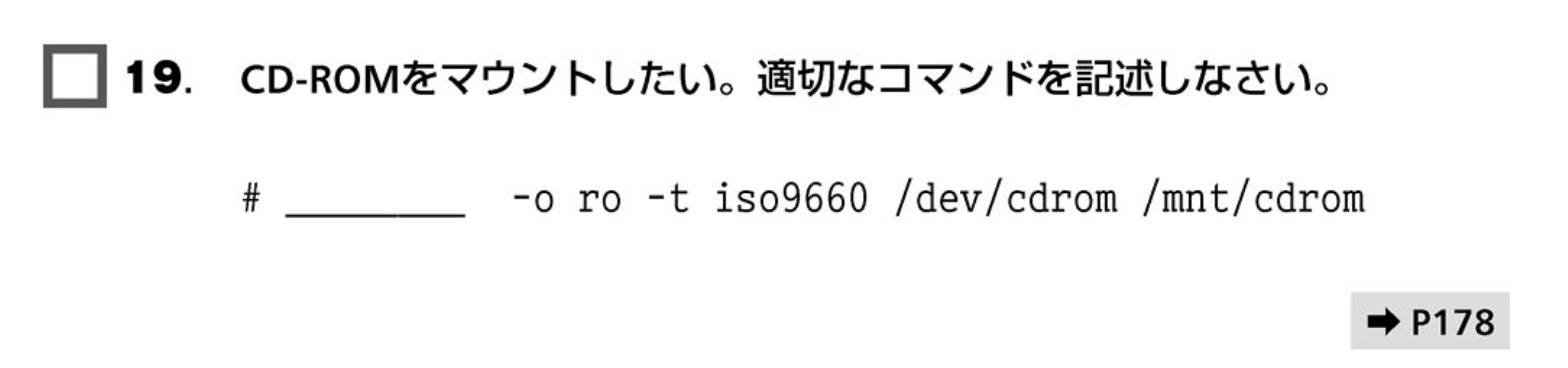 19. CD-ROMをマウントしたい。適切なコマンドを記述しなさい。
# ________ -o ro -t iso9660 /dev/cdrom /mnt/cdrom
➡ P178